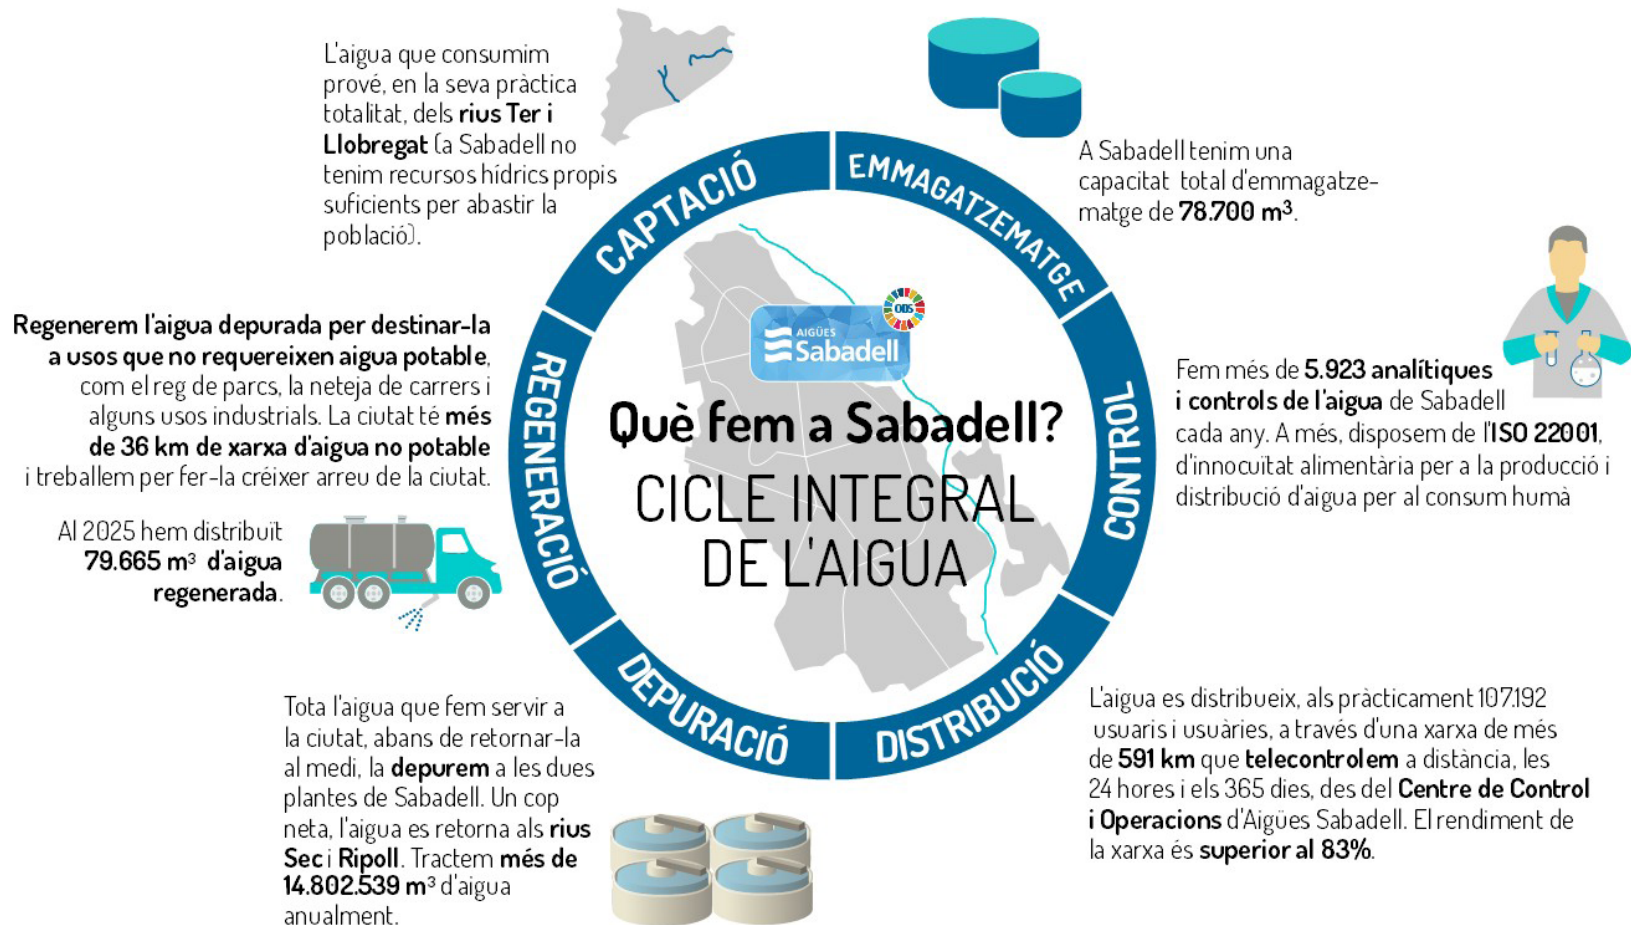 L'aigua que consumim
prové, en la seva pràctica
totalitat, dels rius Ter i
Llobregat (a Sabadell no
tenim recursos hídrics propis
suficients per abastir la
població).
CAPTACIÓ
EMMAGATZEMATGE
A Sabadell tenim una
capacitat total d'emmagatze-
matge de 78.700 m³.
CONTROL
Fem més de 5.923 analítiques
i controls de l'aigua de Sabadell
cada any. A més, disposem de l'ISO 22001,
d'innocuïtat alimentària per a la producció i
distribució d'aigua per al consum humà
DISTRIBUCIÓ
L'aigua es distribueix, als pràcticament 107.192
usuaris i usuàries, a través d'una xarxa de més
de 591 km que telecontrolem a distància, les
24 hores i els 365 dies, des del Centre de Control
i Operacions d'Aigües Sabadell. El rendiment de
la xarxa és superior al 83%.
DEPURACIÓ
Tota l'aigua que fem servir a
la ciutat, abans de retornar-la
al medi, la depurem a les dues
plantes de Sabadell. Un cop
neta, l'aigua es retorna als rius
Sec i Ripoll. Tractem més de
14.802.539 m³ d'aigua
anualment.
REGENERACIÓ
Regenerem l'aigua depurada per destinar-la
a usos que no requereixen aigua potable,
com el reg de parcs, la neteja de carrers i
alguns usos industrials. La ciutat té més
de 36 km de xarxa d'aigua no potable
i treballem per fer-la créixer arreu de la ciutat.
Al 2025 hem distribuït
79.665 m³ d'aigua
regenerada.
ODS
AIGÜES
Sabadell
Què fem a Sabadell?
CICLE INTEGRAL
DE L'AIGUA